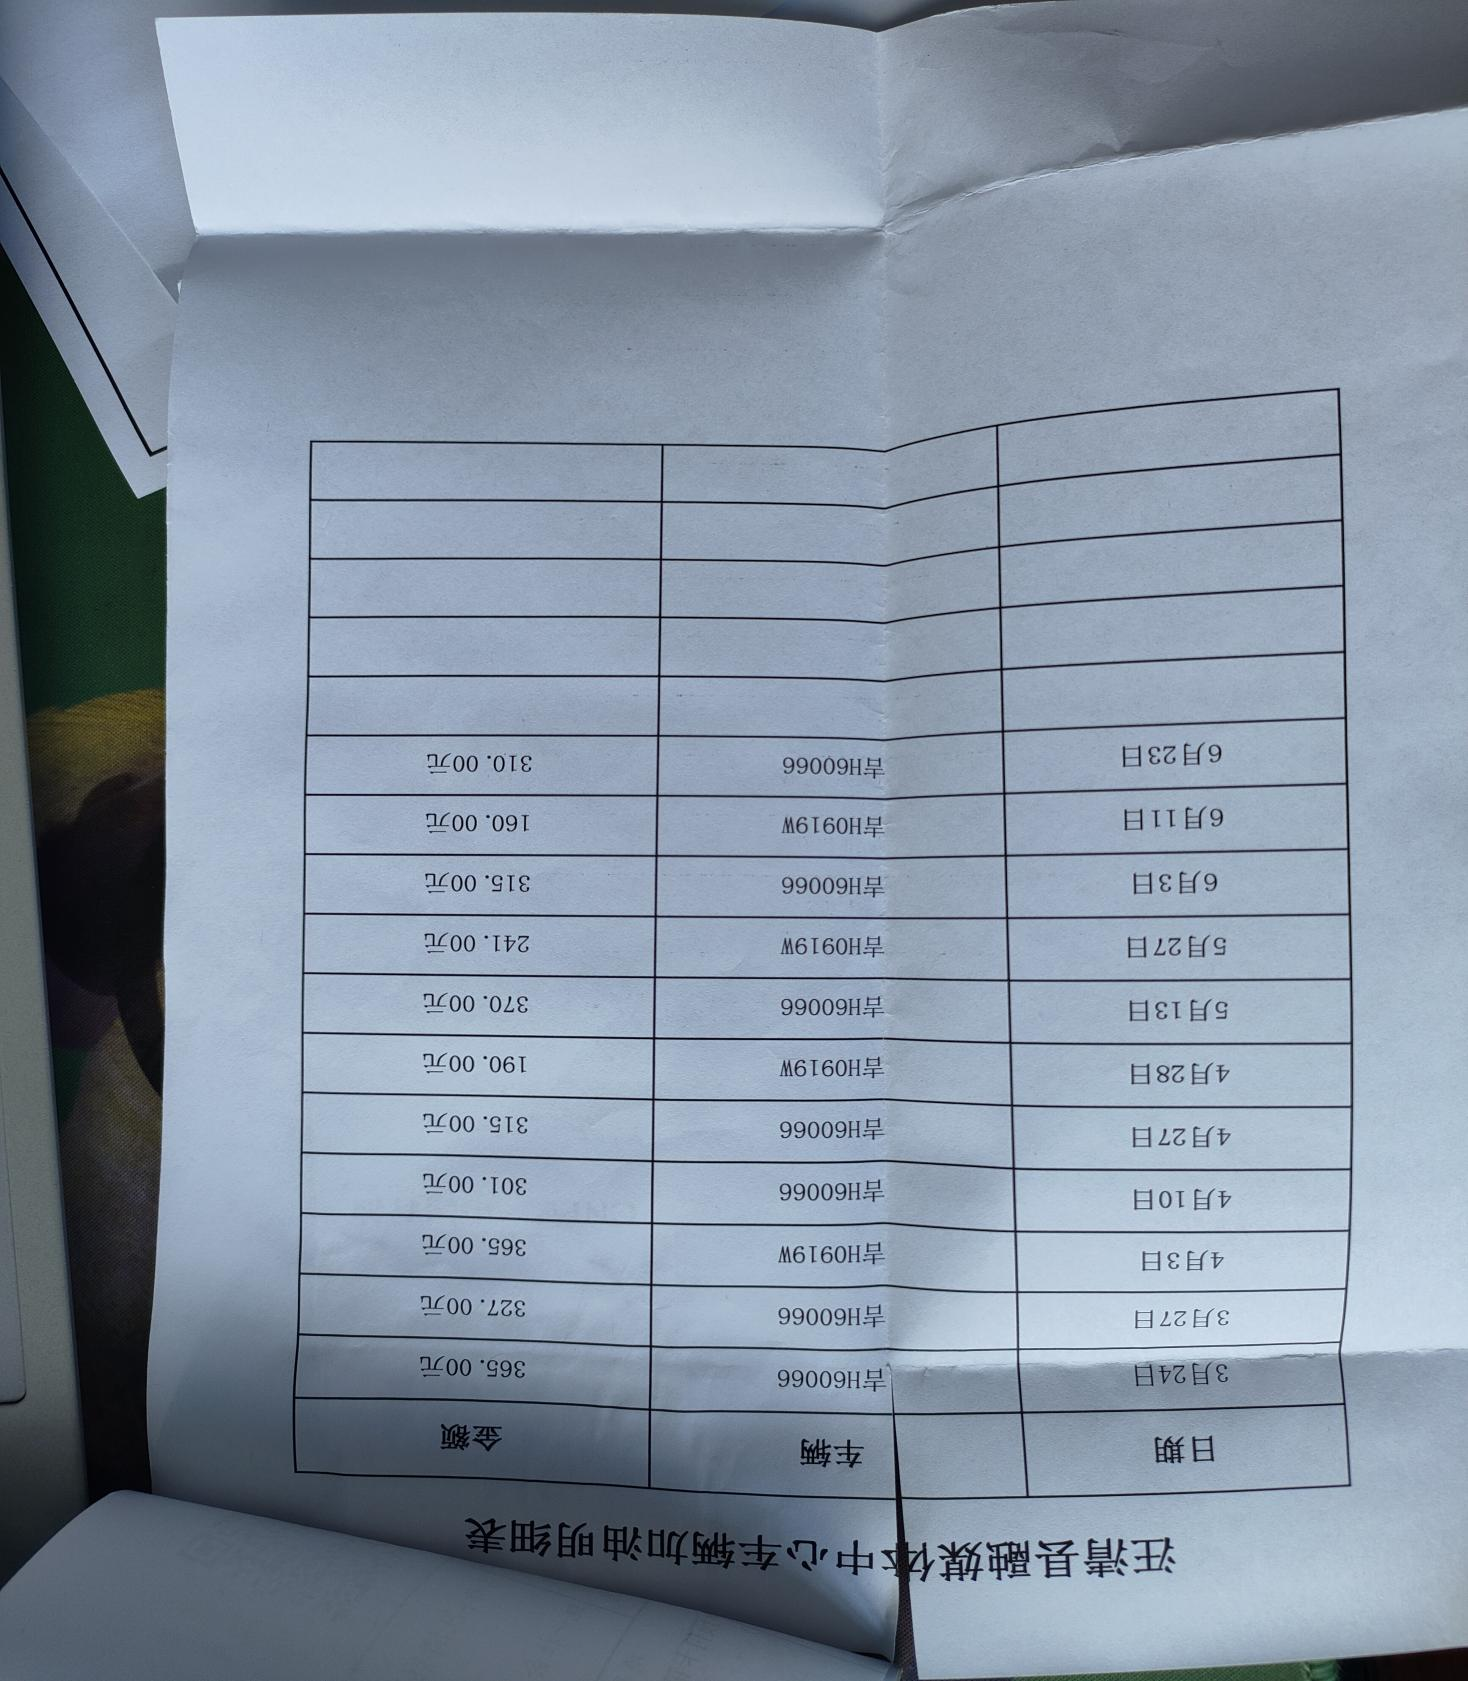 汪清县融媒体中心车辆加油明细表
日期 车辆 金额
3月24日 吉H60066 365.00元
3月27日 吉H60066 327.00元
4月3日 吉H0919W 365.00元
4月10日 吉H60066 301.00元
4月27日 吉H60066 315.00元
4月28日 吉H0919W 190.00元
5月13日 吉H60066 370.00元
5月27日 吉H0919W 241.00元
6月3日 吉H60066 315.00元
6月11日 吉H0919W 160.00元
6月23日 吉H60066 310.00元